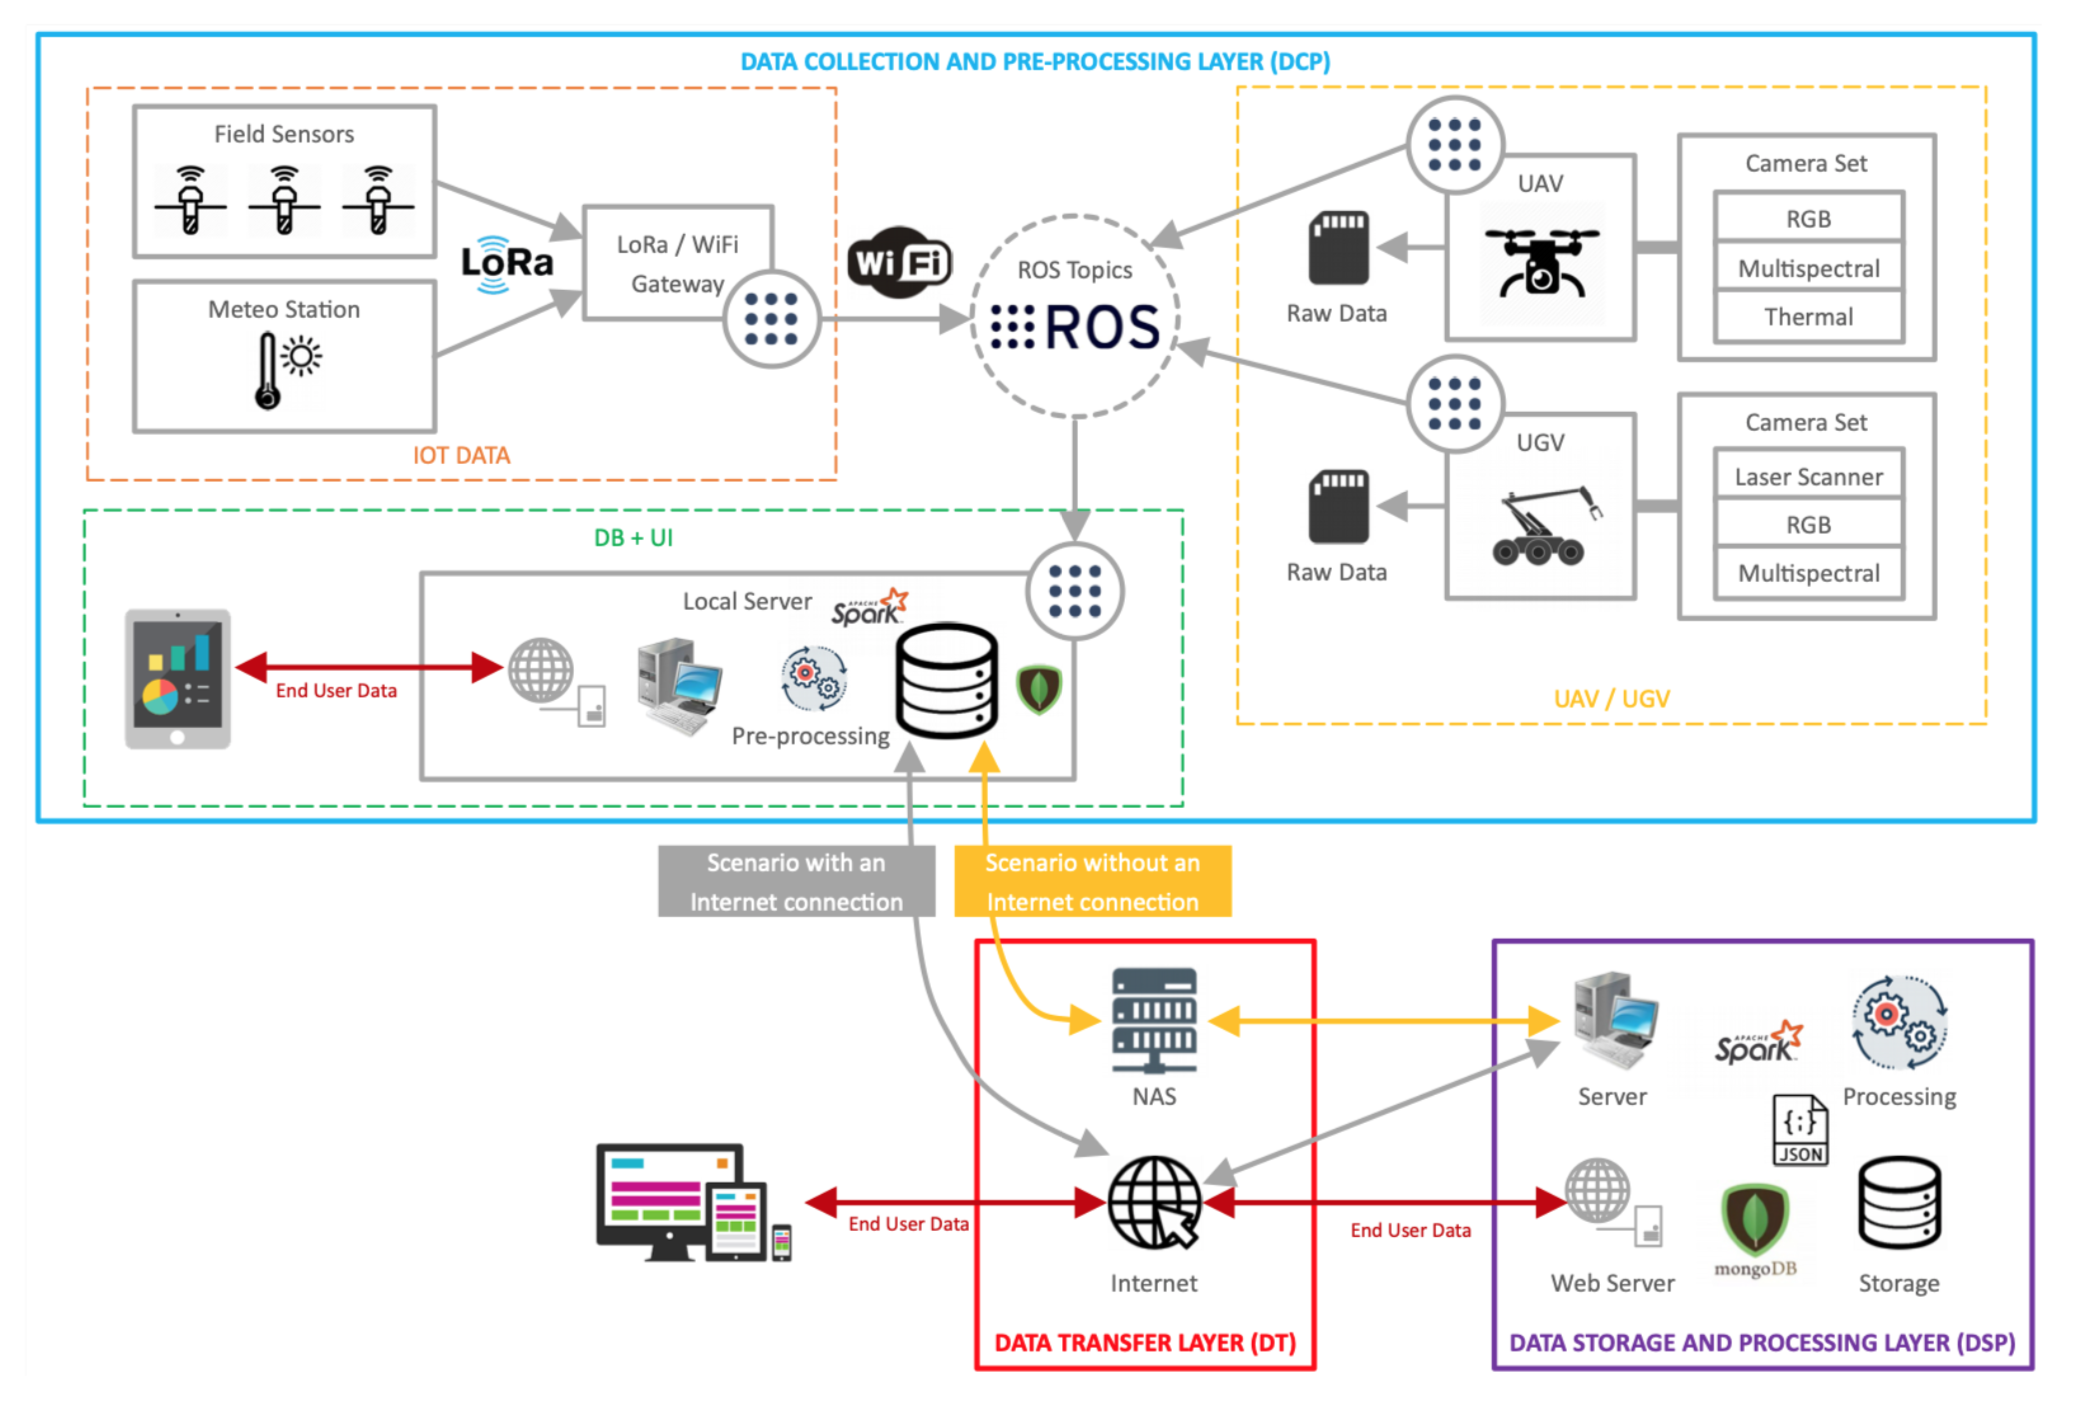 DATA COLLECTION AND PRE-PROCESSING LAYER (DCP)
Field Sensors
LoRa
Meteo Station
LoRa / WiFi
Gateway
IOT DATA
WiFi
ROS Topics
ROS
UAV
Raw Data
Camera Set
RGB
Multispectral
Thermal
UGV
Raw Data
Camera Set
Laser Scanner
RGB
Multispectral
UAV / UGV
DB + UI
Local Server
APACHE
Spark
End User Data
Pre-processing
Scenario with an
Internet connection
Scenario without an
Internet connection
NAS
Internet
End User Data
End User Data
DATA TRANSFER LAYER (DT)
Server
APACHE
Spark
Processing
{;}
JSON
Web Server
mongoDB
Storage
DATA STORAGE AND PROCESSING LAYER (DSP)